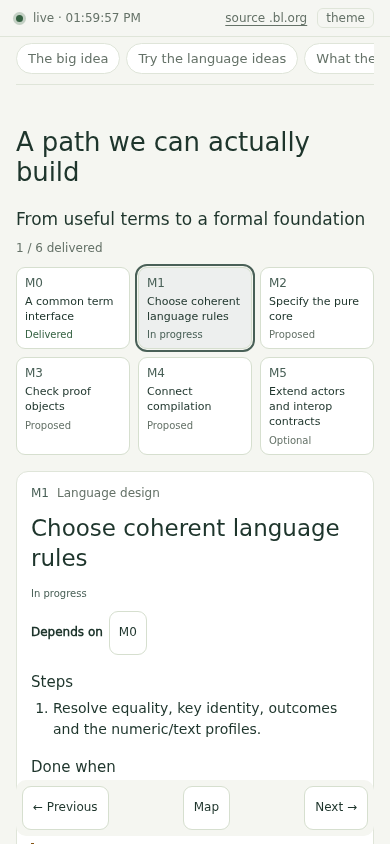 live · 01:59:57 PM
source .bl.org
theme
The big idea
Try the language ideas
What the
A path we can actually
build
From useful terms to a formal foundation
1 / 6 delivered
M0
A common term
interface
Delivered
M1
Choose coherent
language rules
In progress
M2
Specify the pure
core
Proposed
M3
Check proof
objects
Proposed
M4
Connect
compilation
Proposed
M5
Extend actors
and interop
contracts
Optional
M1 Language design
Choose coherent language
rules
In progress
Depends on M0
Steps
1. Resolve equality, key identity, outcomes
and the numeric/text profiles.
Done when
← Previous
Map
Next →